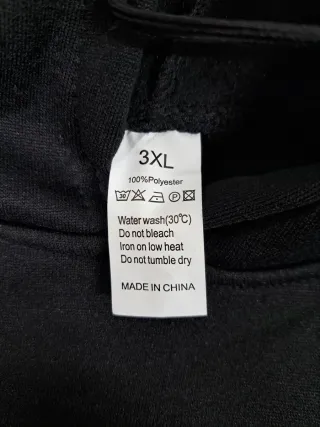 3XL
100%Polyester
30 P
Water wash(30℃)
Do not bleach
Iron on low heat
Do not tumble dry
MADE IN CHINA